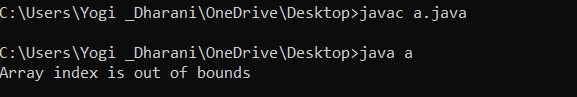 C:\Users\Yogi _Dharani\OneDrive\Desktop>javac a.java
C:\Users\Yogi _Dharani\OneDrive\Desktop>java a
Array index is out of bounds